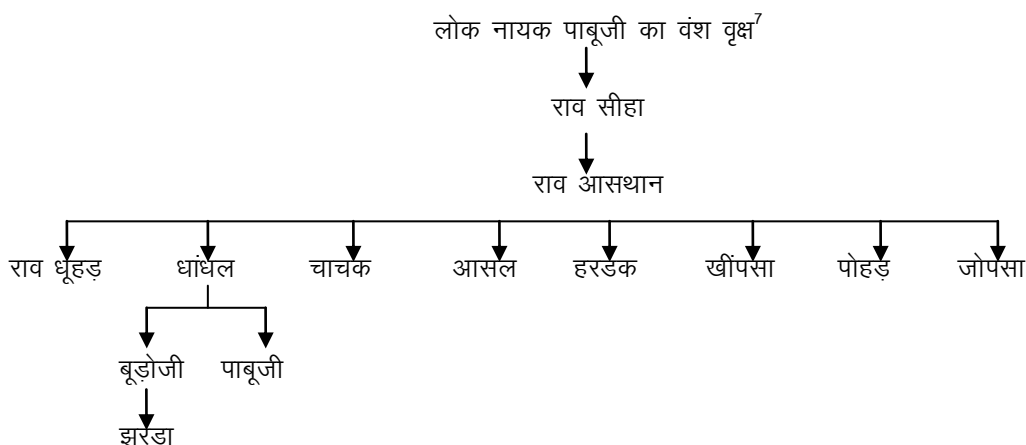 लोक नायक पाबूजी का वंश वृक्ष7
राव सीहा
राव आसथान
राव धूहड़ धांधल चाचक आसल हरडक खींपसा पोहड़ जोपसा
बूड़ोजी पाबूजी
झरडा